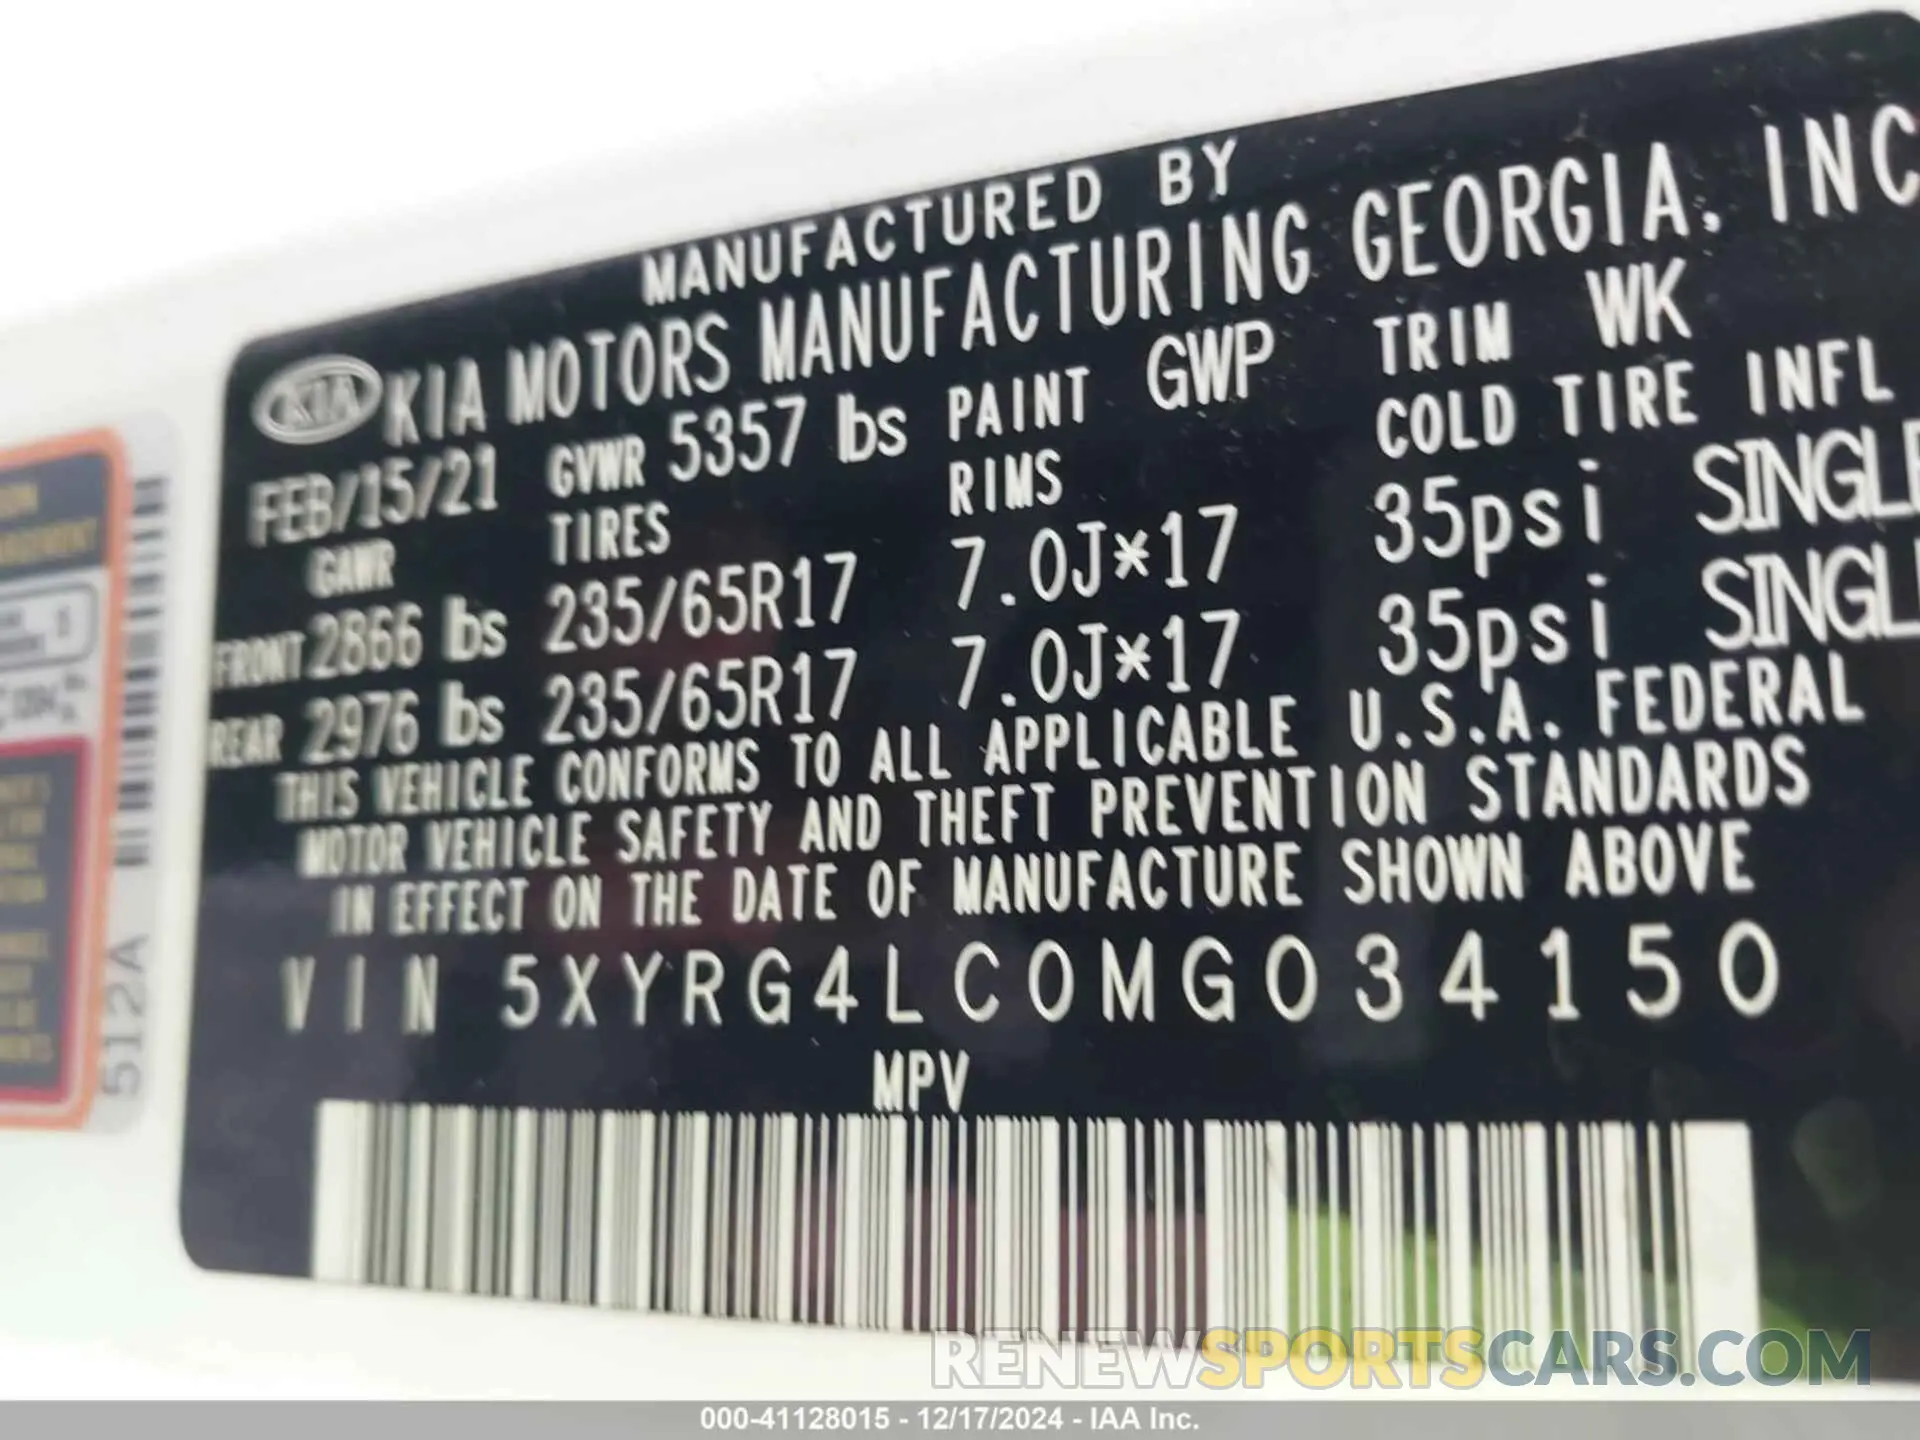 MANUFACTURED BY
KIA KIA MOTORS MANUFACTURING GEORGIA, INC
FEB/15/21 GVWR 5357 lbs PAINT GWP TRIM WK
GAWR TIRES RIMS COLD TIRE INFL
FRONT 2866 lbs 235/65R17 7.0J*17 35psi SINGLE
REAR 2976 lbs 235/65R17 7.0J*17 35psi SINGL
THIS VEHICLE CONFORMS TO ALL APPLICABLE U.S.A. FEDERAL
MOTOR VEHICLE SAFETY AND THEFT PREVENTION STANDARDS
IN EFFECT ON THE DATE OF MANUFACTURE SHOWN ABOVE
VIN 5XYRG4LC0MG034150
MPV
512A
RENEWSPORTSCARS.COM
000-41128015 - 12/17/2024 - IAA Inc.